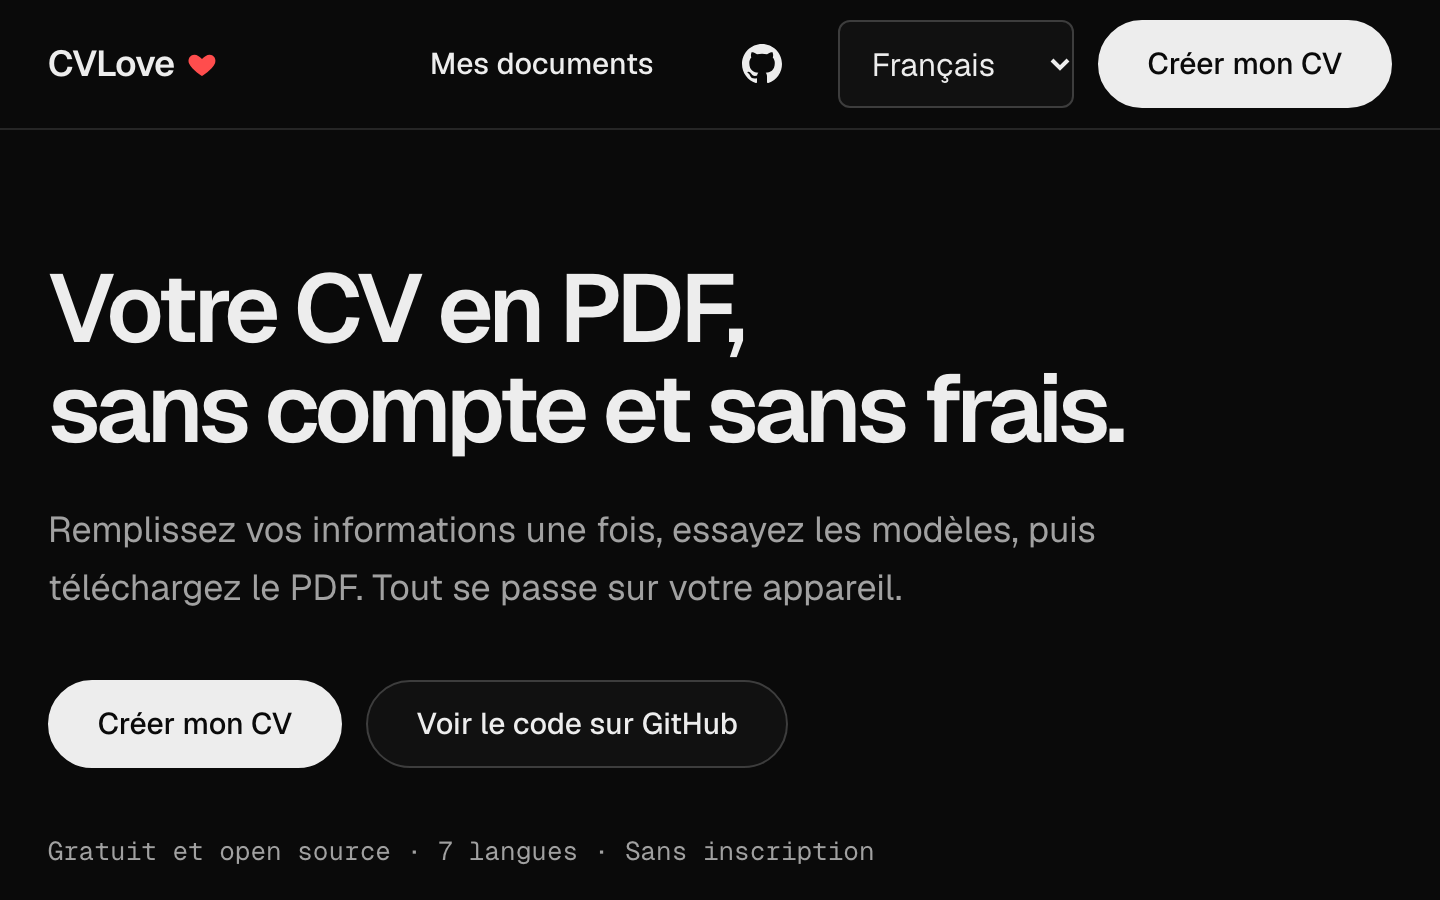 CVLove
Mes documents
Français
Créer mon CV
Votre CV en PDF,
sans compte et sans frais.
Remplissez vos informations une fois, essayez les modèles, puis
téléchargez le PDF. Tout se passe sur votre appareil.
Créer mon CV
Voir le code sur GitHub
Gratuit et open source · 7 langues · Sans inscription